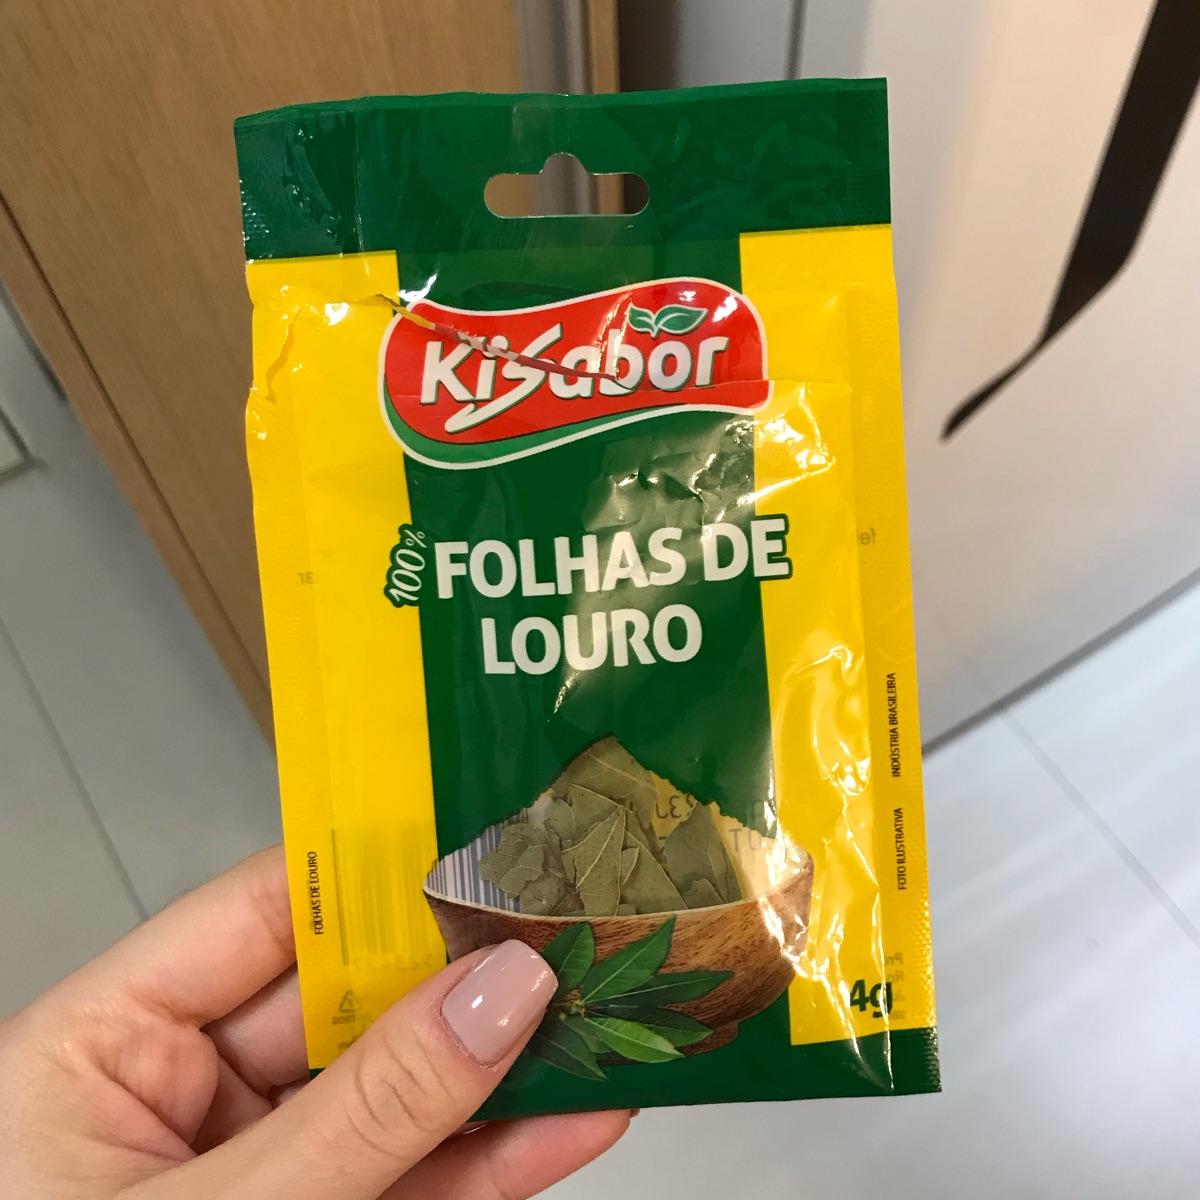 KiSabor
100%
FOLHAS DE
LOURO
FOLHAS DE LOURO
INDÚSTRIA BRASILEIRA
FOTO ILUSTRATIVA
4g